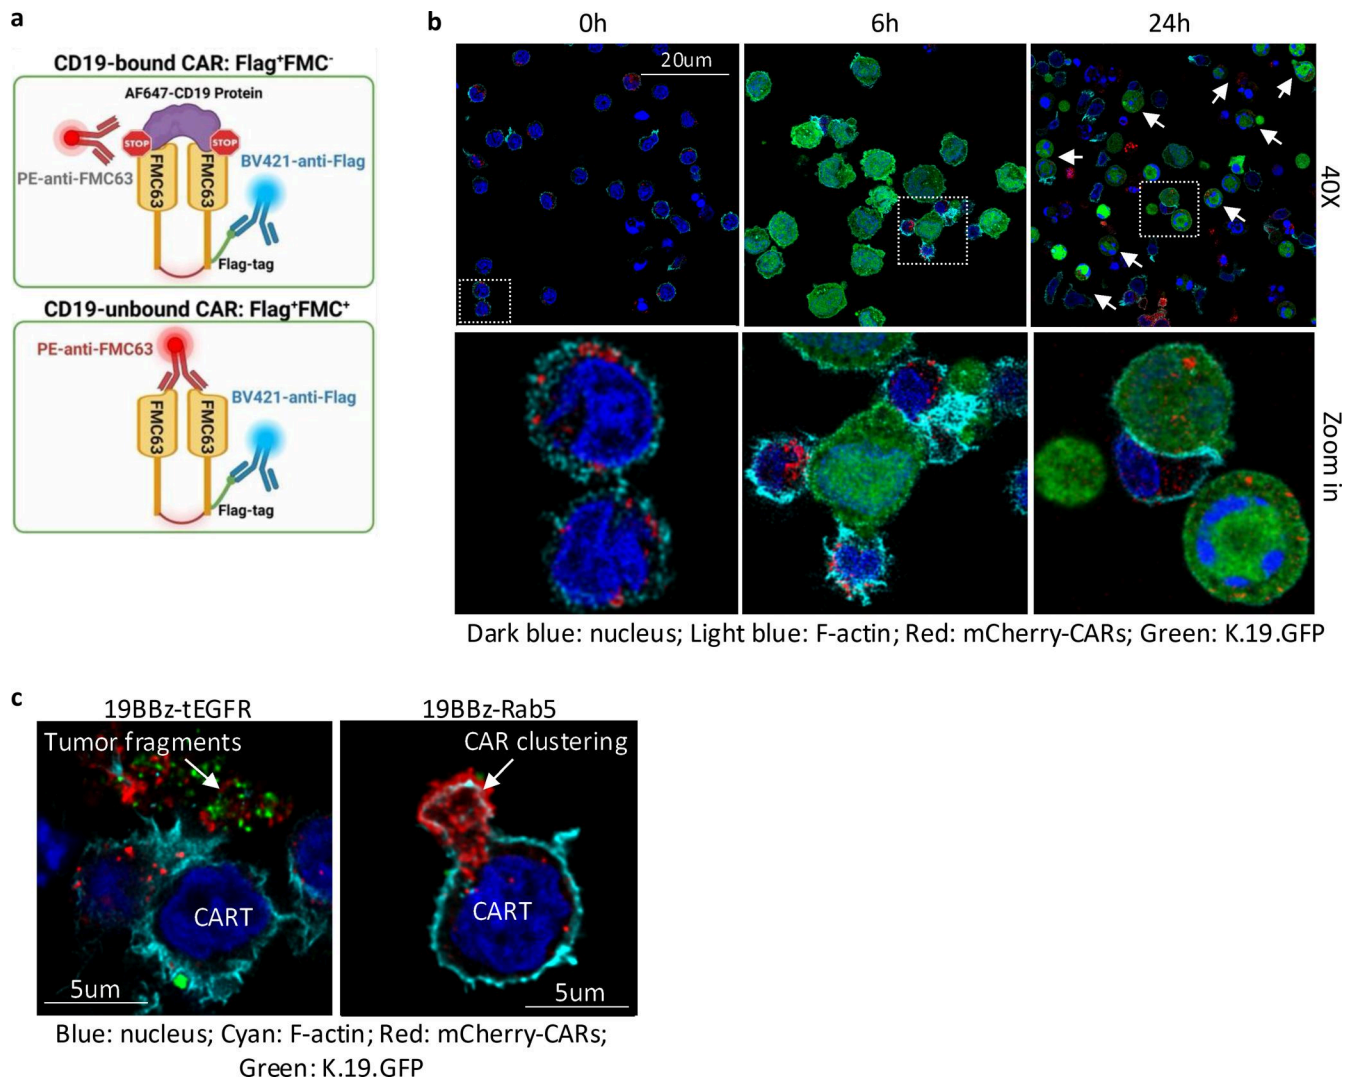 a
CD19-bound CAR: Flag⁺FMC⁻
AF647-CD19 Protein
STOP
STOP
PE-anti-FMC63
BV421-anti-Flag
FMC63
FMC63
Flag-tag
CD19-unbound CAR: Flag⁺FMC⁺
PE-anti-FMC63
BV421-anti-Flag
FMC63
FMC63
Flag-tag
b
0h
6h
24h
20um
40X
Zoom in
Dark blue: nucleus; Light blue: F-actin; Red: mCherry-CARs; Green: K.19.GFP
c
19BBz-tEGFR
19BBz-Rab5
Tumor fragments
CAR clustering
CART
CART
5um
5um
Blue: nucleus; Cyan: F-actin; Red: mCherry-CARs;
Green: K.19.GFP